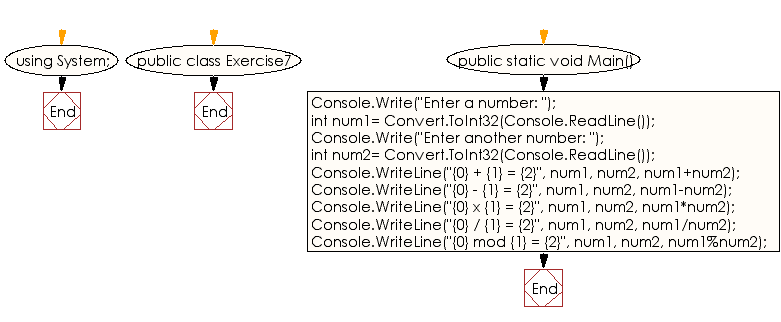 using System;
public class Exercise7
public static void Main()
End
End
Console.Write("Enter a number: ");
int num1= Convert.ToInt32(Console.ReadLine());
Console.Write("Enter another number: ");
int num2= Convert.ToInt32(Console.ReadLine());
Console.WriteLine("{0} + {1} = {2}", num1, num2, num1+num2);
Console.WriteLine("{0} - {1} = {2}", num1, num2, num1-num2);
Console.WriteLine("{0} x {1} = {2}", num1, num2, num1*num2);
Console.WriteLine("{0} / {1} = {2}", num1, num2, num1/num2);
Console.WriteLine("{0} mod {1} = {2}", num1, num2, num1%num2);
End